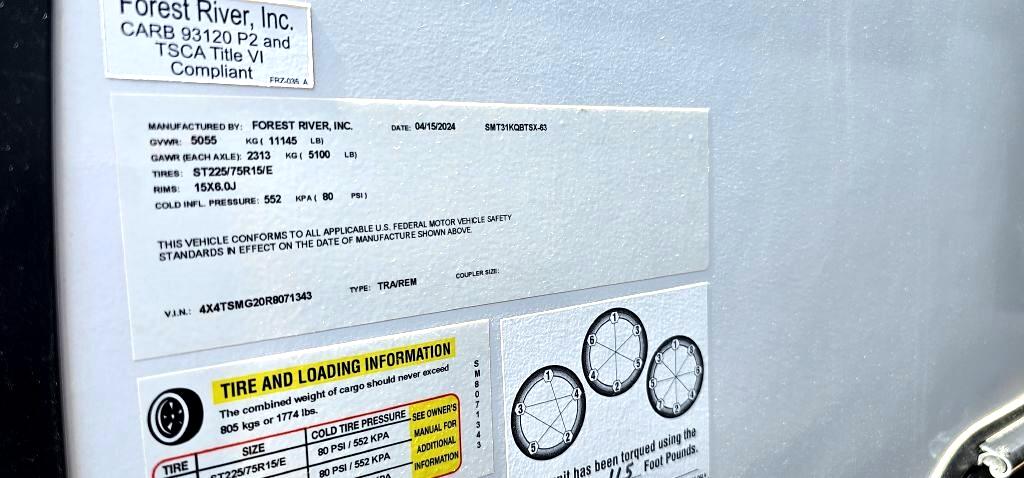 Forest River, Inc.
CARB 93120 P2 and
TSCA Title VI
Compliant
FRZ-035 A
MANUFACTURED BY: FOREST RIVER, INC. DATE: 04/15/2024 SMT31KQBTSX-63
GVWR: 5055 KG ( 11145 LB)
GAWR (EACH AXLE): 2313 KG ( 5100 LB)
TIRES: ST225/75R15/E
RIMS: 15X6.0J
COLD INFL. PRESSURE: 552 KPA ( 80 PSI )
THIS VEHICLE CONFORMS TO ALL APPLICABLE U.S. FEDERAL MOTOR VEHICLE SAFETY
STANDARDS IN EFFECT ON THE DATE OF MANUFACTURE SHOWN ABOVE.
V.I.N.: 4X4TSMG20R8071343 TYPE: TRA/REM COUPLER SIZE:
TIRE AND LOADING INFORMATION
The combined weight of cargo should never exceed
805 kgs or 1774 lbs.
SM8071343
TIRE SIZE COLD TIRE PRESSURE
ST225/75R15/E 80 PSI / 552 KPA
80 PSI / 552 KPA
KPA
SEE OWNER'S
MANUAL FOR
ADDITIONAL
INFORMATION
unit has been torqued using the
115 Foot Pounds.